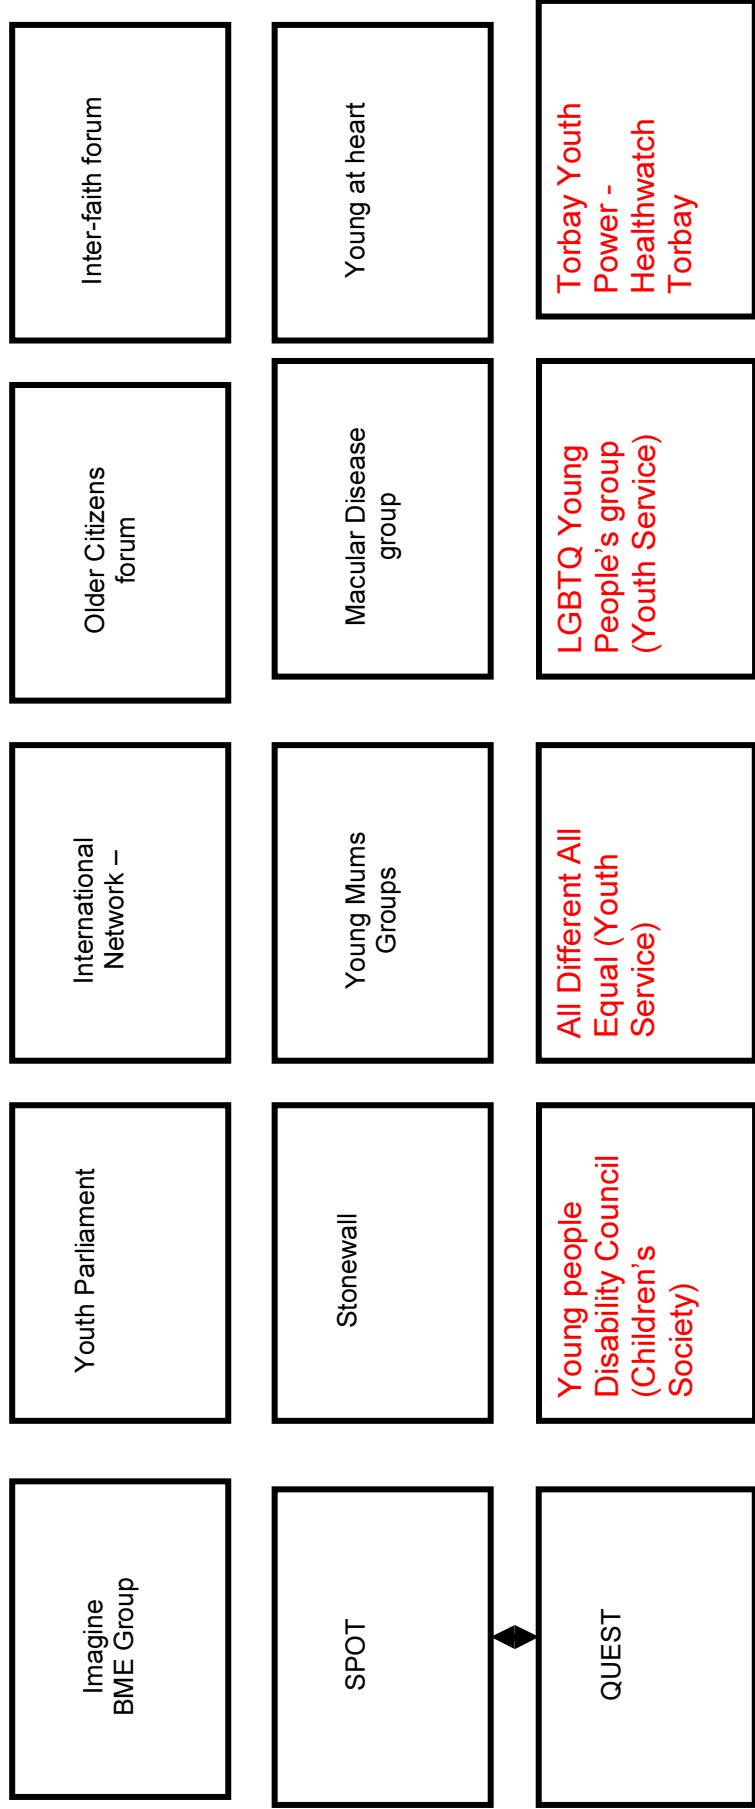 Imagine
BME Group
Youth Parliament
International
Network –
Older Citizens
forum
Inter-faith forum
SPOT
Stonewall
Young Mums
Groups
Macular Disease
group
Young at heart
QUEST
Young people
Disability Council
(Children’s
Society)
All Different All
Equal (Youth
Service)
LGBTQ Young
People’s group
(Youth Service)
Torbay Youth
Power -
Healthwatch
Torbay